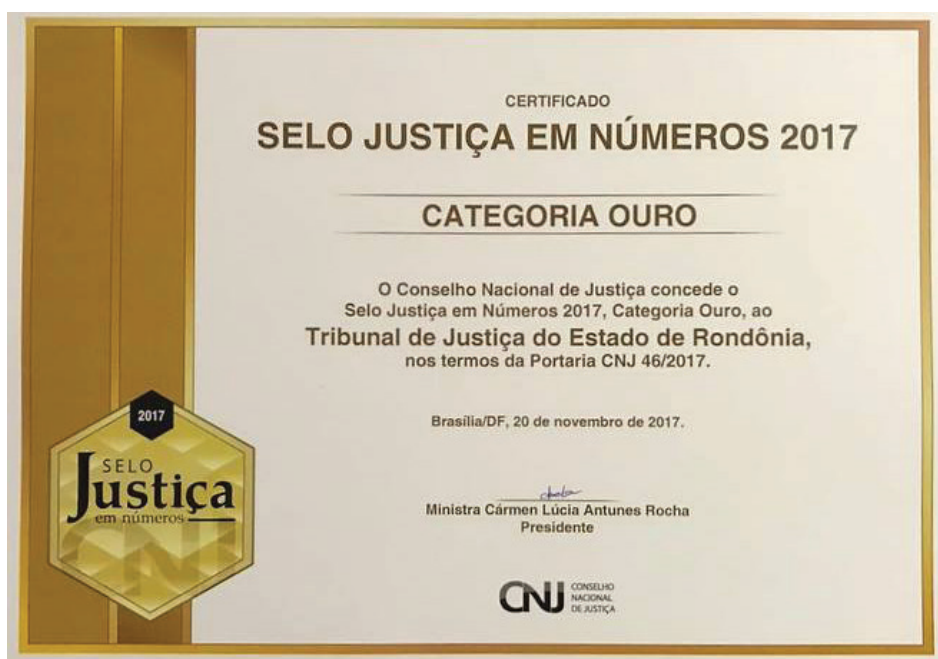 CERTIFICADO
SELO JUSTIÇA EM NÚMEROS 2017
CATEGORIA OURO
O Conselho Nacional de Justiça concede o
Selo Justiça em Números 2017, Categoria Ouro, ao
Tribunal de Justiça do Estado de Rondônia,
nos termos da Portaria CNJ 46/2017.
Brasília/DF, 20 de novembro de 2017.
Ministra Cármen Lúcia Antunes Rocha
Presidente
CNJ CONSELHO
NACIONAL
DE JUSTIÇA
2017
SELO
Justiça
em números
CNJ